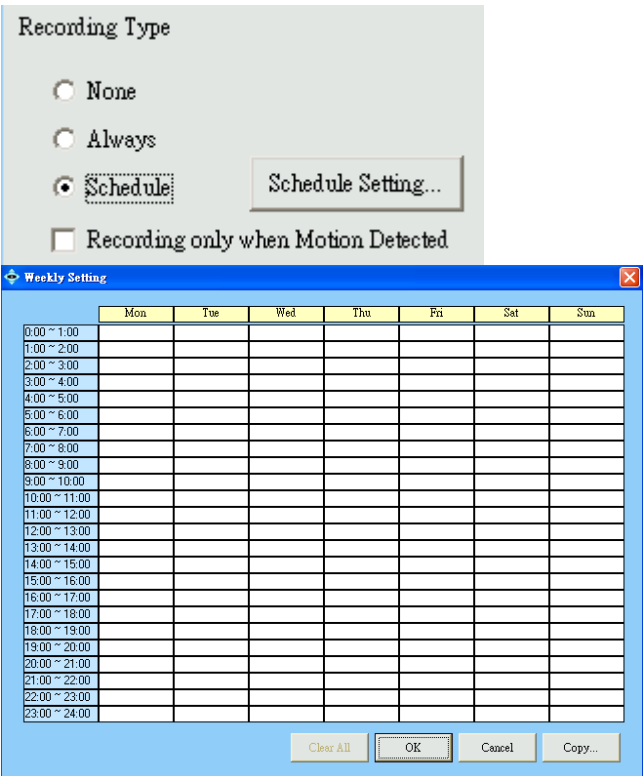 Recording Type
None
Always
Schedule
Schedule Setting...
Recording only when Motion Detected
Weekly Setting
Mon Tue Wed Thu Fri Sat Sun
0:00 ~ 1:00
1:00 ~ 2:00
2:00 ~ 3:00
3:00 ~ 4:00
4:00 ~ 5:00
5:00 ~ 6:00
6:00 ~ 7:00
7:00 ~ 8:00
8:00 ~ 9:00
9:00 ~ 10:00
10:00 ~ 11:00
11:00 ~ 12:00
12:00 ~ 13:00
13:00 ~ 14:00
14:00 ~ 15:00
15:00 ~ 16:00
16:00 ~ 17:00
17:00 ~ 18:00
18:00 ~ 19:00
19:00 ~ 20:00
20:00 ~ 21:00
21:00 ~ 22:00
22:00 ~ 23:00
23:00 ~ 24:00
Clear All OK Cancel Copy...